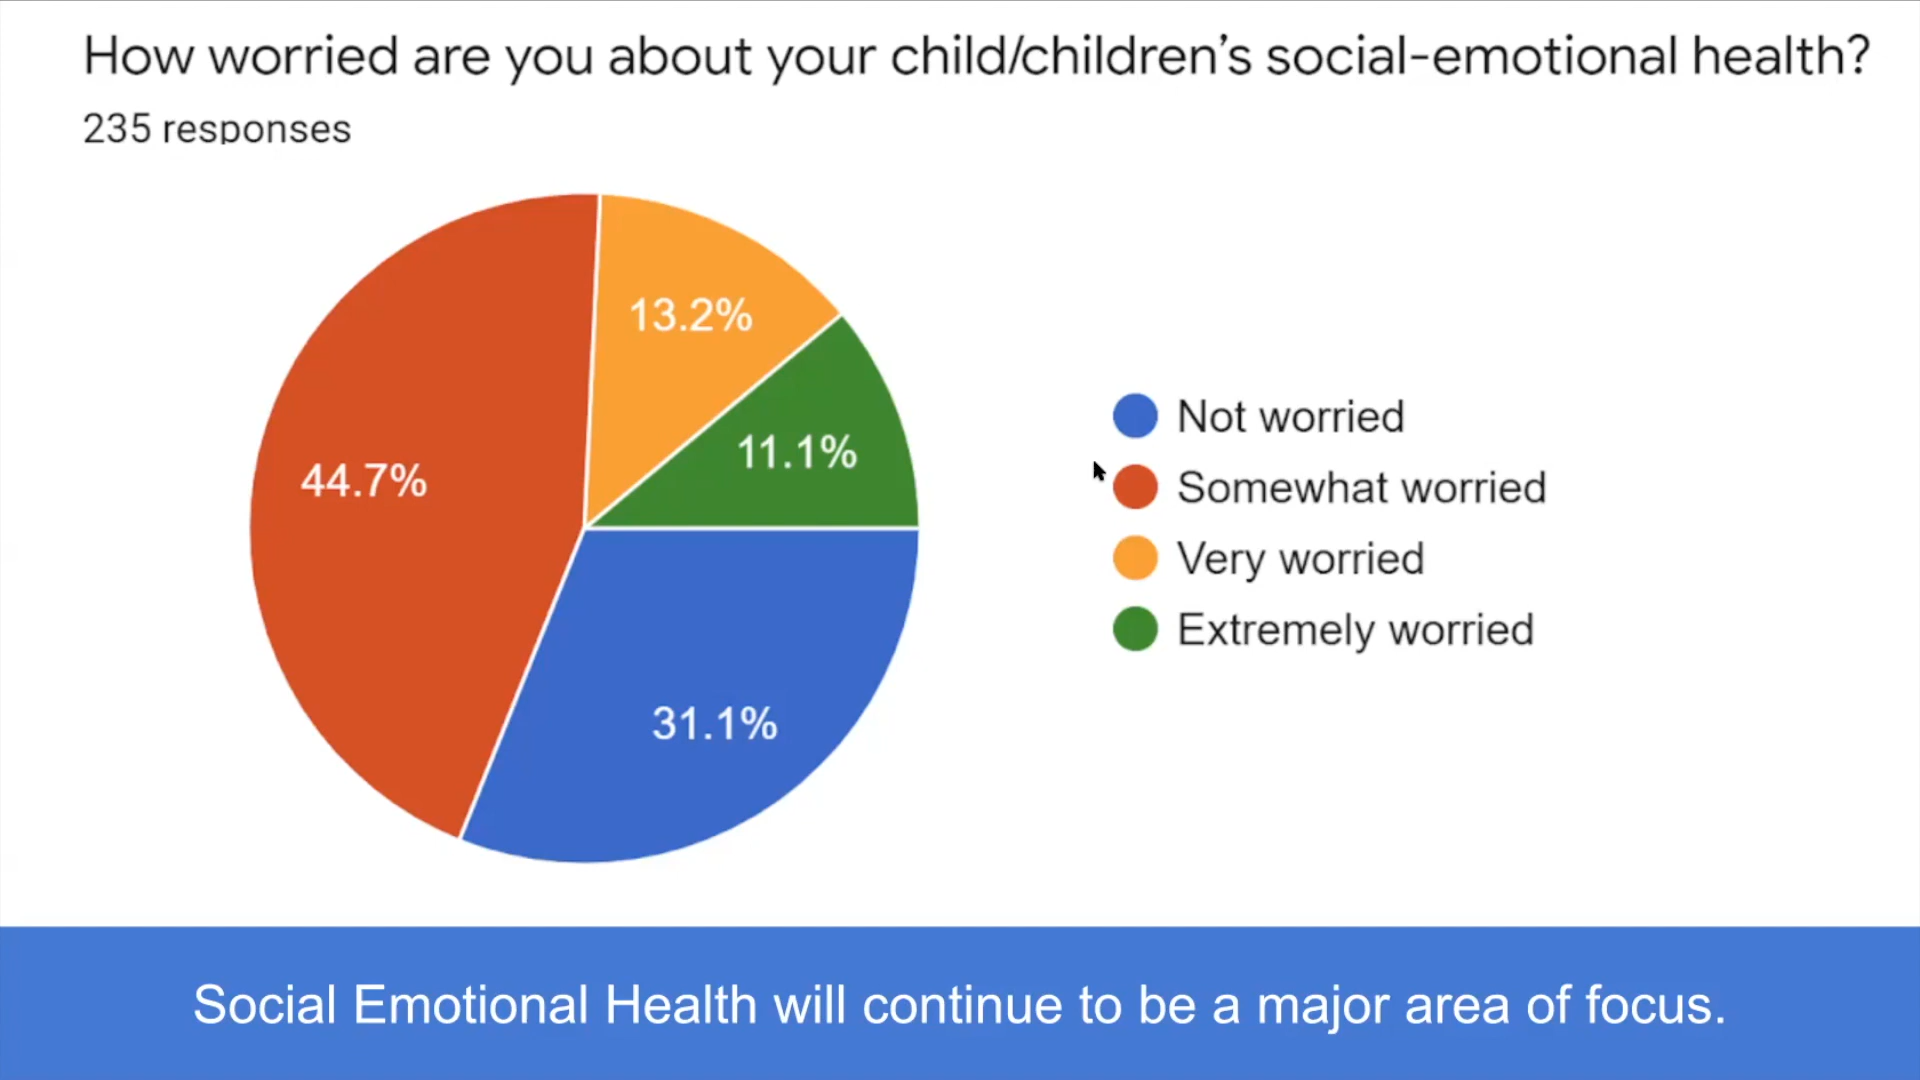 How worried are you about your child/children’s social-emotional health?
235 responses
13.2%
11.1%
44.7%
31.1%
Not worried
Somewhat worried
Very worried
Extremely worried
Social Emotional Health will continue to be a major area of focus.